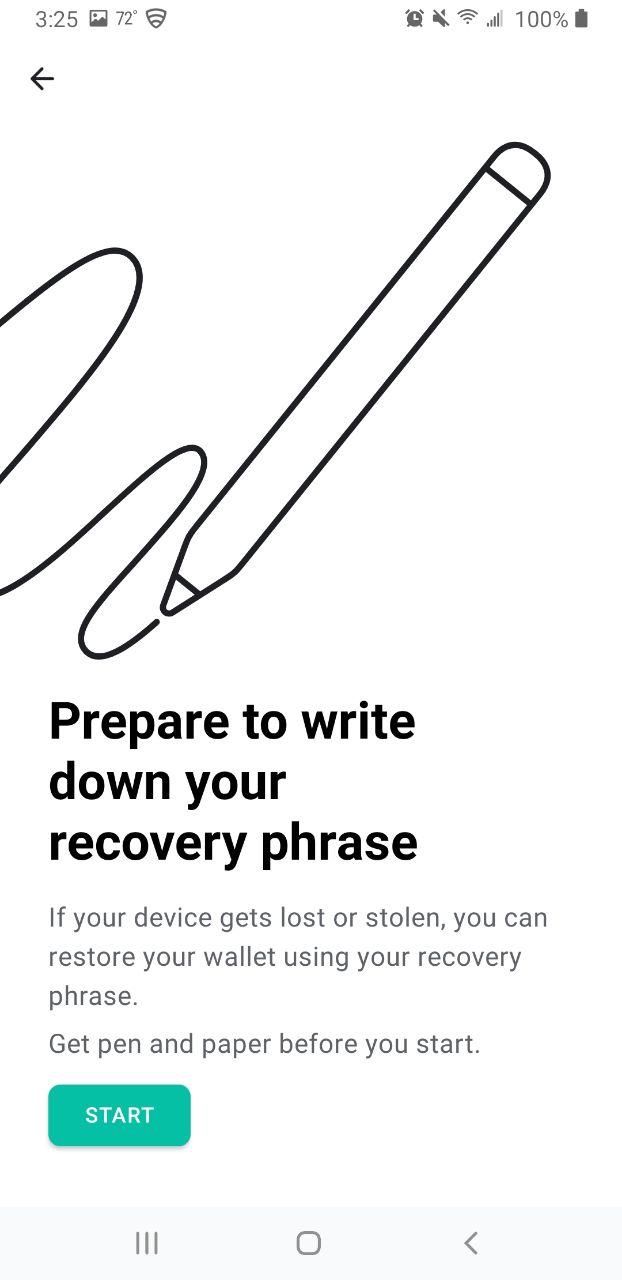 3:25 72° 100%
Prepare to write
down your
recovery phrase
If your device gets lost or stolen, you can
restore your wallet using your recovery
phrase.
Get pen and paper before you start.
START